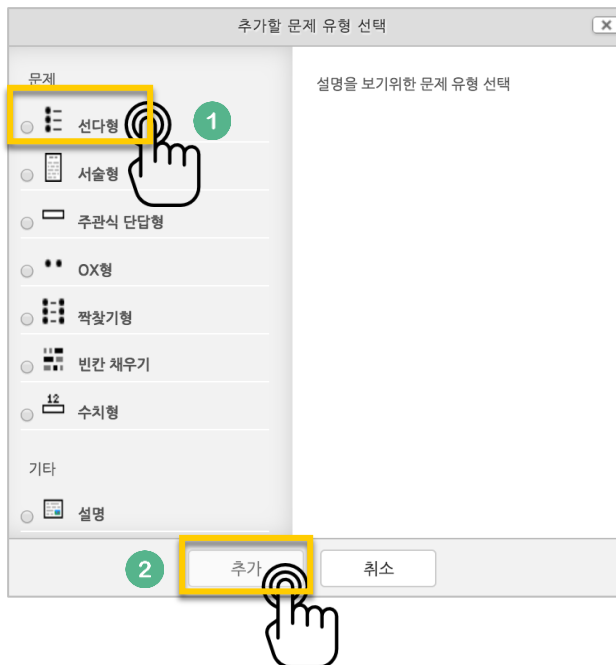 추가할 문제 유형 선택
문제
설명을 보기위한 문제 유형 선택
선다형
1
서술형
주관식 단답형
OX형
짝찾기형
빈칸 채우기
12
수치형
기타
설명
2
추가
취소